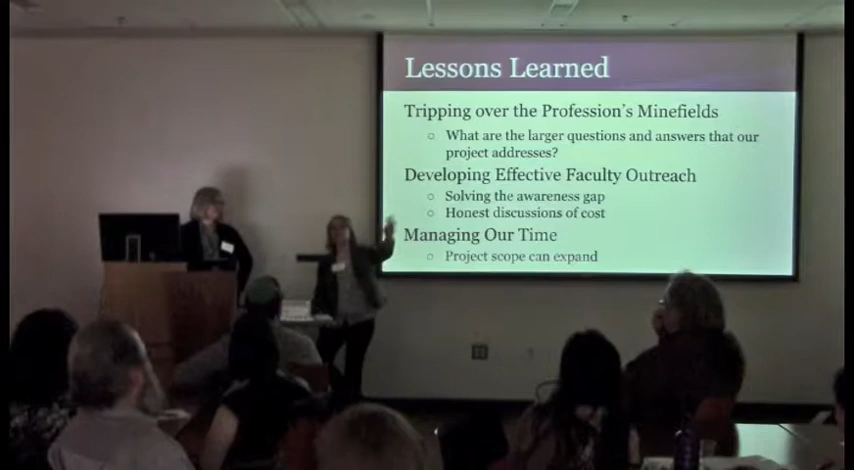 Lessons Learned
Tripping over the Profession's Minefields
○ What are the larger questions and answers that our
project addresses?
Developing Effective Faculty Outreach
○ Solving the awareness gap
○ Honest discussions of cost
Managing Our Time
○ Project scope can expand